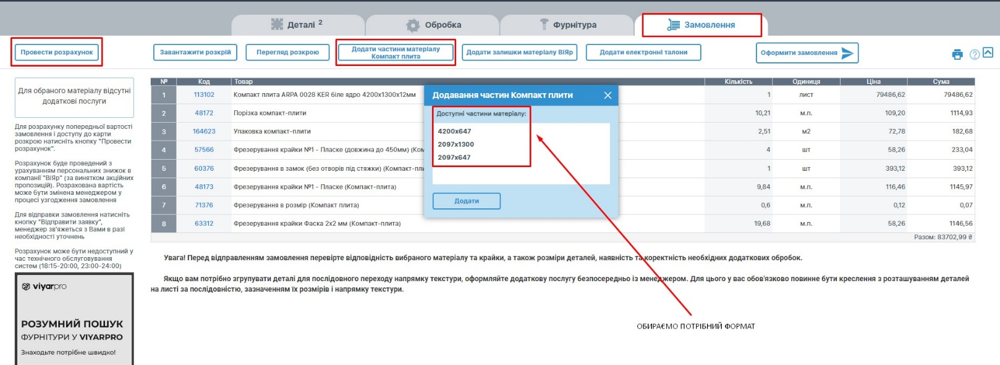 Деталі 2
Обробка
Фурнітура
Замовлення
Провести розрахунок
Завантажити розкрій
Перегляд розкрою
Додати частини матеріалу
Компакт плита
Додати залишки матеріалу ВіЯр
Додати електронні талони
Оформити замовлення
Для обраного матеріалу відсутні
додаткові послуги
Для розрахунку попередньої вартості
замовлення і доступу до карти
розкрою натисніть кнопку "Провести
розрахунок".
Розрахунок буде проведений з
урахуванням персональних знижок в
компанії "ВіЯр" (за винятком акційних
пропозицій). Розрахована вартість
може бути змінена менеджером у
процесі узгодження замовлення
Для відправки замовлення натисніть
кнопку "Відправити заявку",
менеджер зв'яжеться з Вами в разі
необхідності уточнень
Розрахунок може бути недоступний у
час технічного обслуговування
систем (18:15-20:00, 23:00-24:00)
viyarpro
РОЗУМНИЙ ПОШУК
ФУРНІТУРИ У VIYARPRO
Знаходьте потрібне швидко!
№ Код Товар Кількість Одиниця Ціна Сума
1 113102 Компакт плита ARPA 0028 KER біле ядро 4200x1300x12мм 1 лист 79486,62 79486,62
2 48172 Порізка компакт-плити 10,21 м.п. 109,20 1114,93
3 164623 Упаковка компакт-плити 2,51 м2 72,78 182,68
4 57566 Фрезерування крайки №1 - Пласке (довжина до 450мм) (Ком 4 шт 58,26 233,04
5 60376 Фрезерування в замок (без отворів під стяжки) (Компакт-пли 1 шт 393,12 393,12
6 48173 Фрезерування крайки №1 - Пласке (Компакт-плита) 9,84 м.п. 116,46 1145,97
7 71376 Фрезерування в розмір (Компакт плита) 0,6 м.п. 0,12 0,07
8 63312 Фрезерування крайки Фаска 2х2 мм (Компакт-плита) 19,68 м.п. 58,26 1146,56
Разом: 83702,99 ₴
Додавання частин Компакт плити
Доступні частини матеріалу:
4200x647
2097x1300
2097x647
Додати
Увага! Перед відправленням замовлення перевірте відповідність вибраного матеріалу та крайки, а також розміри деталей, наявність та коректність необхідних додаткових обробок.
Якщо вам потрібно згрупувати деталі для послідовного переходу напрямку текстури, оформляйте додаткову послугу безпосередньо із менеджером. Для цього у вас обов'язково повинне бути креслення з розташуванням деталей
на листі за послідовністю, зазначенням їх розмірів і напрямку текстури.
ОБИРАЄМО ПОТРІБНИЙ ФОРМАТ